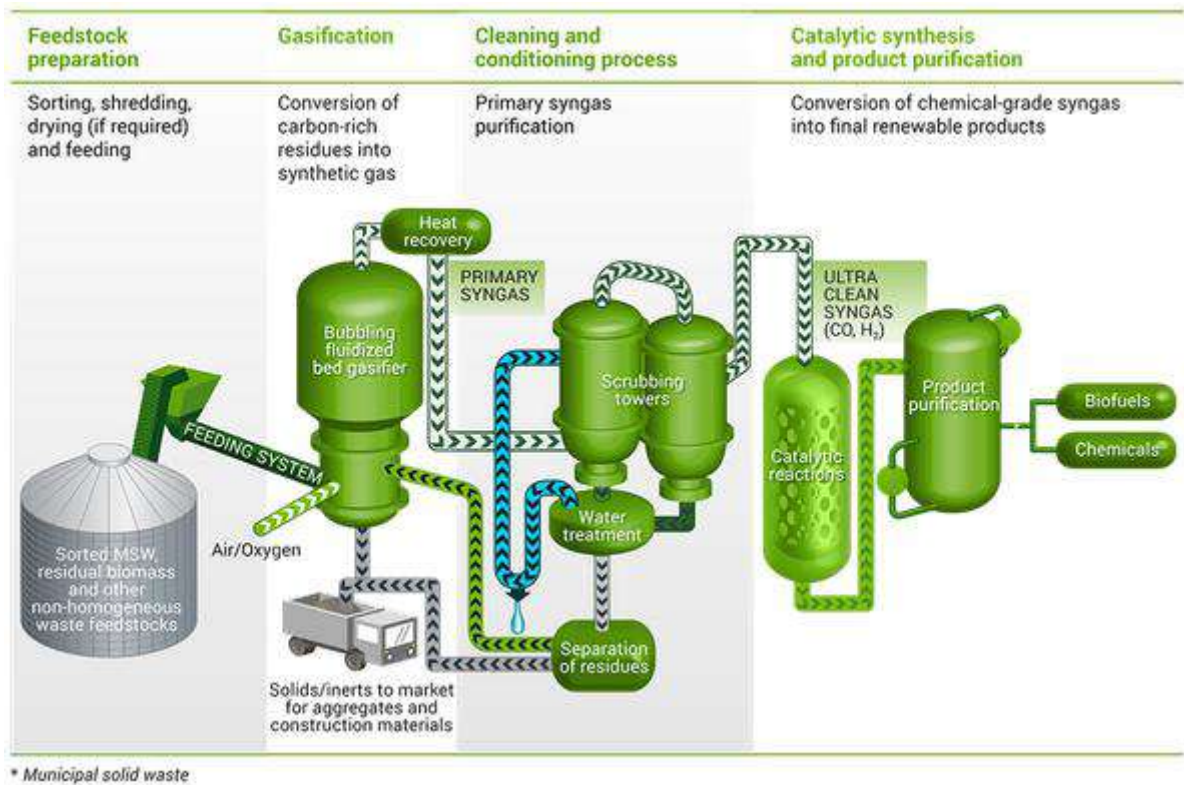 Feedstock
preparation
Gasification
Cleaning and
conditioning process
Catalytic synthesis
and product purification
Sorting, shredding,
drying (if required)
and feeding
Conversion of
carbon-rich
residues into
synthetic gas
Primary syngas
purification
Conversion of chemical-grade syngas
into final renewable products
Heat
recovery
PRIMARY
SYNGAS
ULTRA
CLEAN
SYNGAS
(CO, H₂)
Bubbling
fluidized
bed gasifier
Scrubbing
towers
Product
purification
Biofuels
Chemicals
Catalytic
reactions
FEEDING SYSTEM
Water
treatment
Air/Oxygen
Sorted MSW,
residual biomass
and other
non-homogeneous
waste feedstocks
Separation
of residues
Solids/inerts to market
for aggregates and
construction materials
* Municipal solid waste